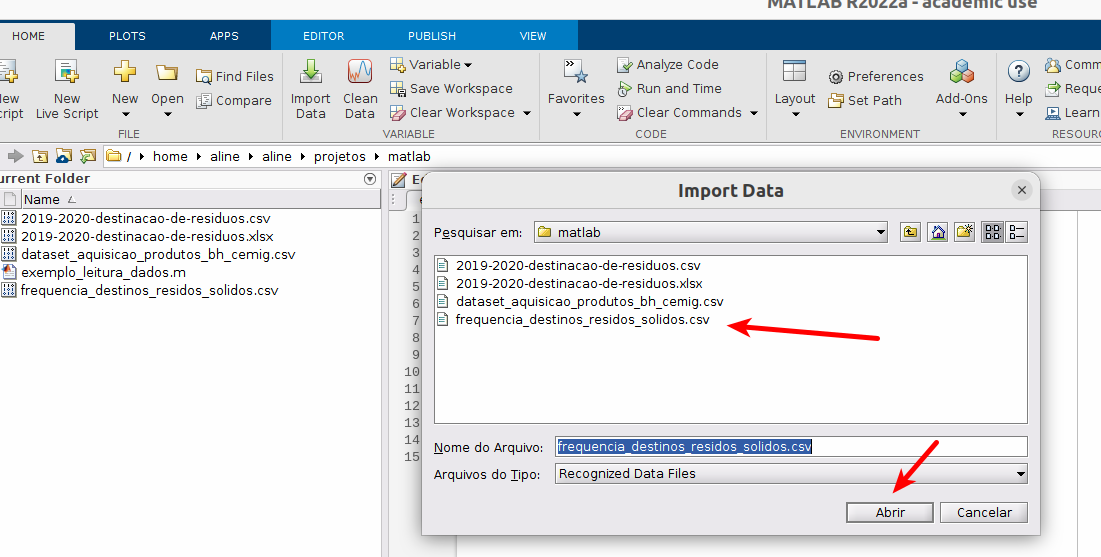 MATLAB R2022a - academic use
HOME PLOTS APPS EDITOR PUBLISH VIEW
New Script
New Live Script
New
Open
Find Files
Compare
FILE
Import Data
Clean Data
Variable
Save Workspace
Clear Workspace
VARIABLE
Favorites
Analyze Code
Run and Time
Clear Commands
CODE
Layout
Preferences
Set Path
ENVIRONMENT
Add-Ons
Help
Comm
Reque
Learn
RESOURC
/ home aline aline projetos matlab
urrent Folder
Name
2019-2020-destinacao-de-residuos.csv
2019-2020-destinacao-de-residuos.xlsx
dataset_aquisicao_produtos_bh_cemig.csv
exemplo_leitura_dados.m
frequencia_destinos_residos_solidos.csv
1
2
3
4
5
6
7
8
9
10
11
12
13
14
15
Import Data
Pesquisar em: matlab
2019-2020-destinacao-de-residuos.csv
2019-2020-destinacao-de-residuos.xlsx
dataset_aquisicao_produtos_bh_cemig.csv
frequencia_destinos_residos_solidos.csv
Nome do Arquivo: frequencia_destinos_residos_solidos.csv
Arquivos do Tipo: Recognized Data Files
Abrir Cancelar